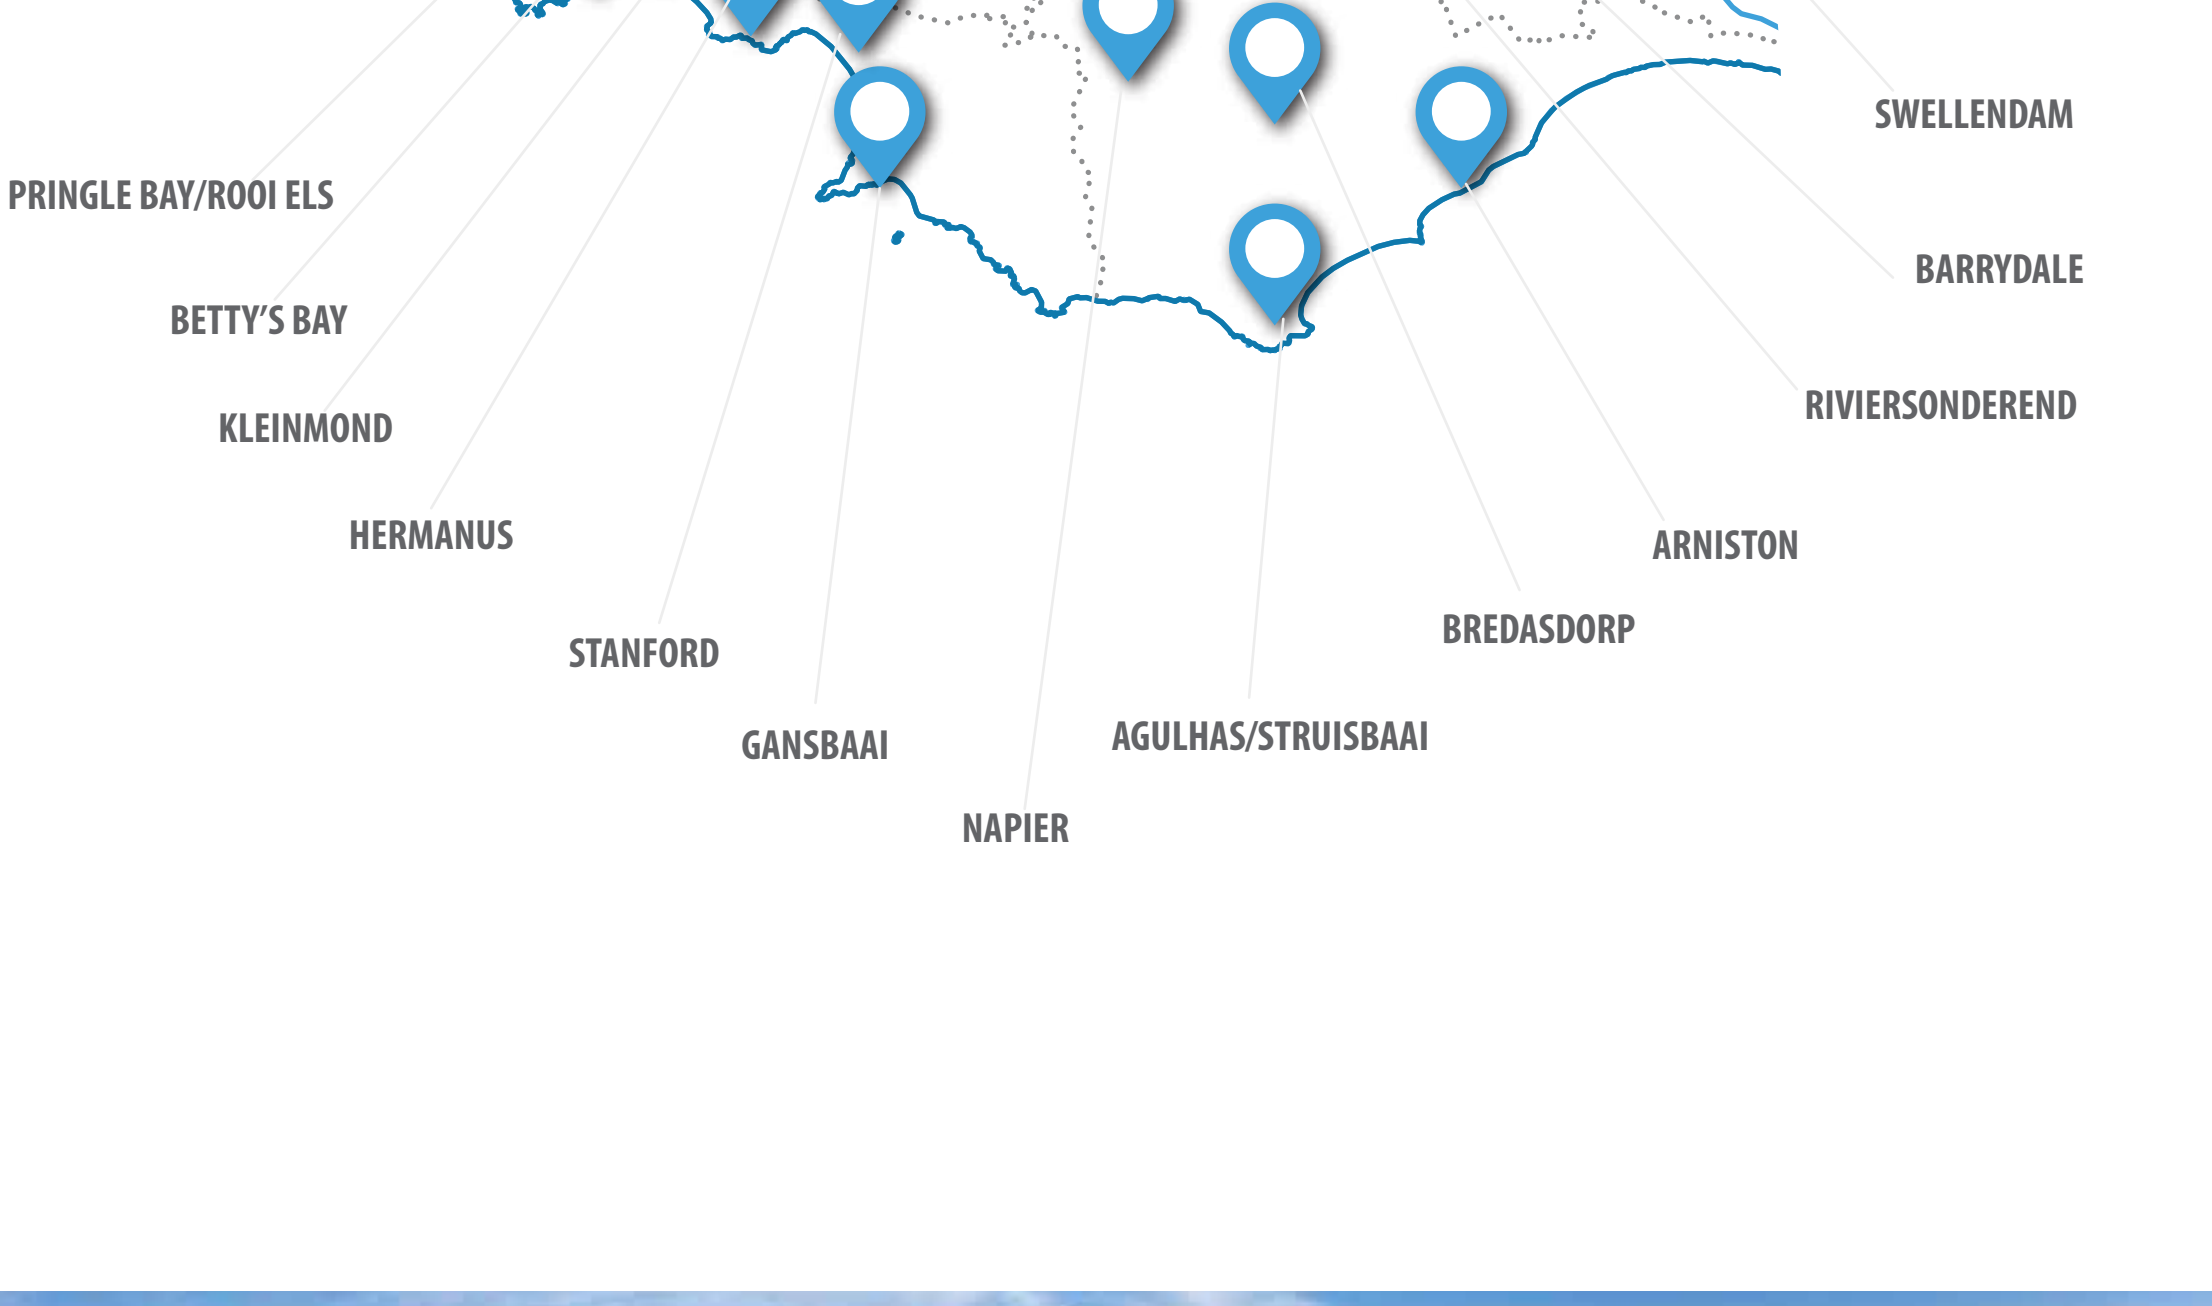 SWELLENDAM
PRINGLE BAY/ROOI ELS
BARRYDALE
BETTY’S BAY
RIVIERSONDEREND
KLEINMOND
HERMANUS
ARNISTON
BREDASDORP
STANFORD
AGULHAS/STRUISBAAI
GANSBAAI
NAPIER